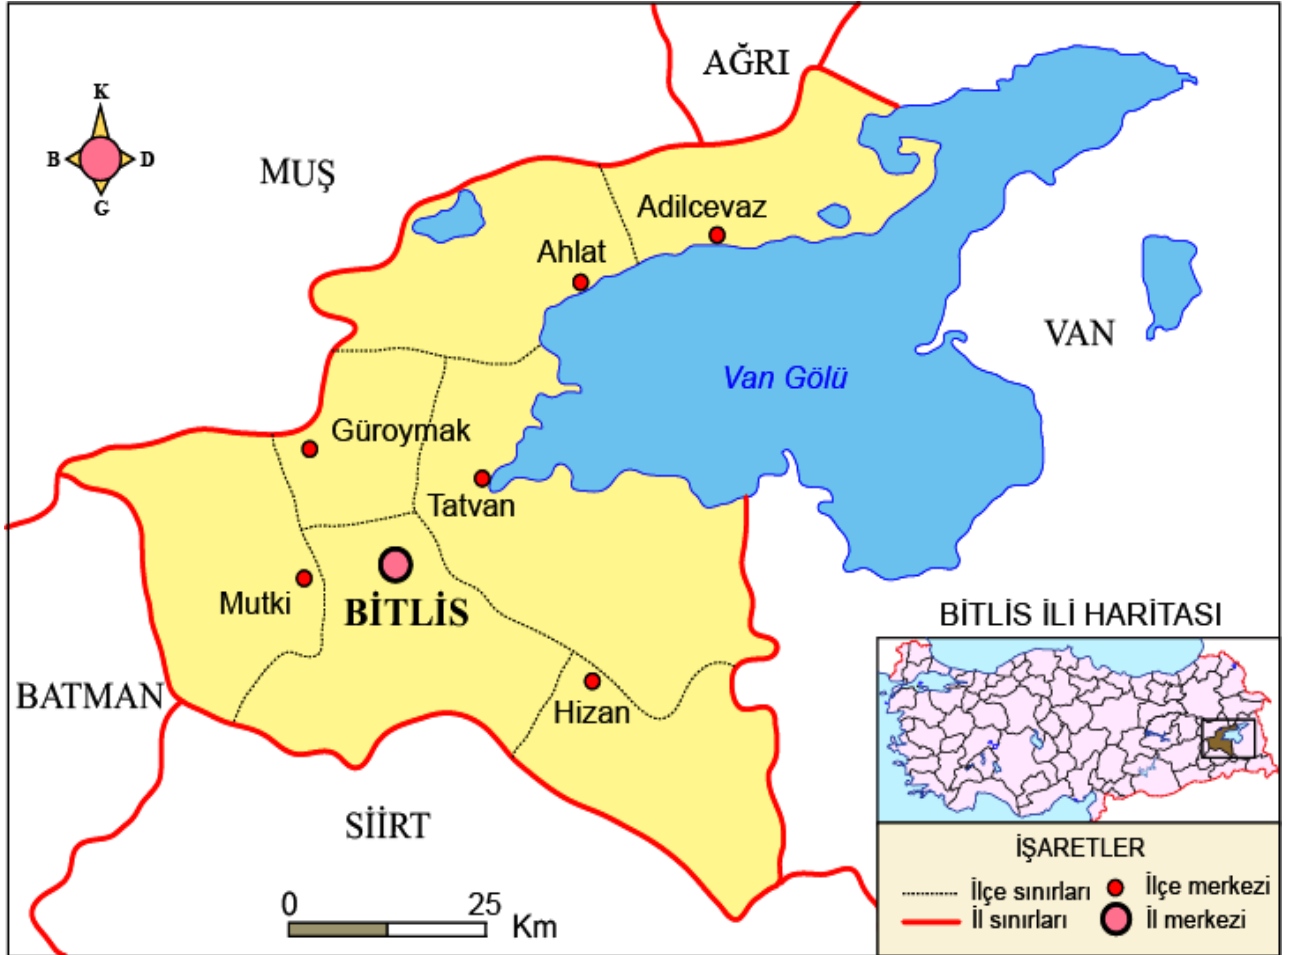 AĞRI
K
B
D
G
MUŞ
Adilcevaz
Ahlat
VAN
Van Gölü
Güroymak
Tatvan
Mutki
BİTLİS
BİTLİS İLİ HARİTASI
BATMAN
Hizan
SİİRT
İŞARETLER
İlçe sınırları
İlçe merkezi
İl sınırları
İl merkezi
0 25
Km